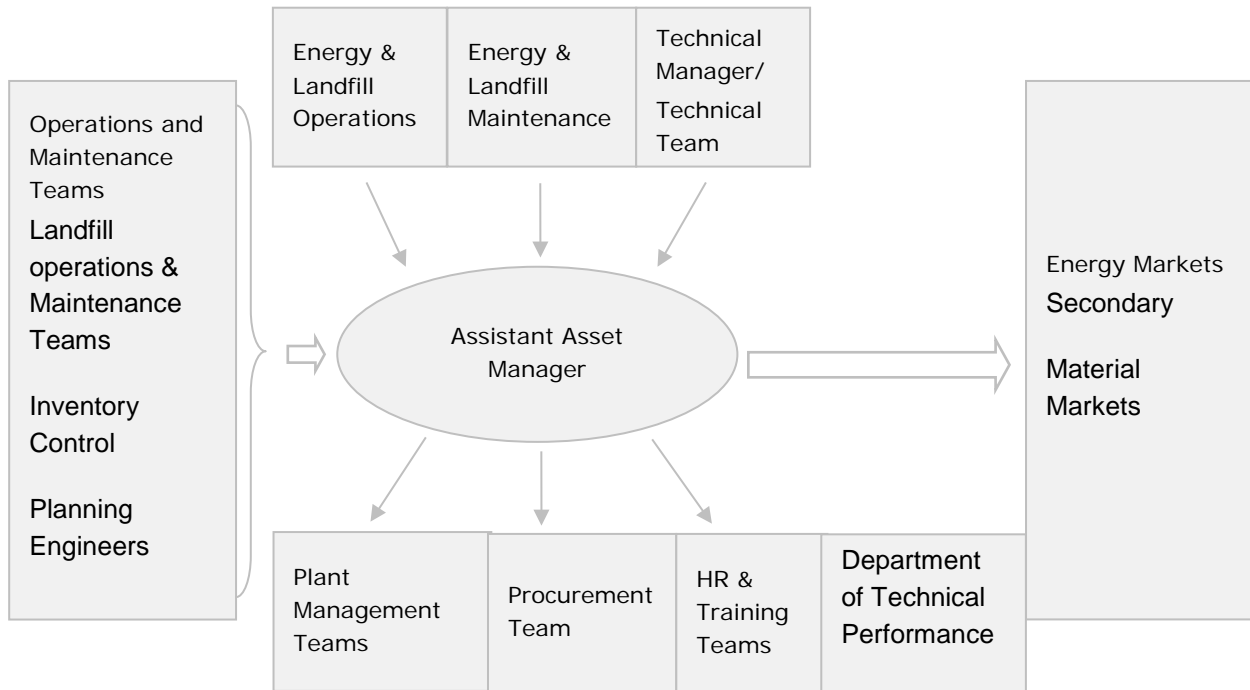 Energy &
Landfill
Operations
Energy &
Landfill
Maintenance
Technical
Manager/
Technical
Team
Operations and
Maintenance
Teams
Landfill
operations &
Maintenance
Teams
Inventory
Control
Planning
Engineers
Assistant Asset
Manager
Energy Markets
Secondary
Material
Markets
Plant
Management
Teams
Procurement
Team
HR &
Training
Teams
Department
of Technical
Performance